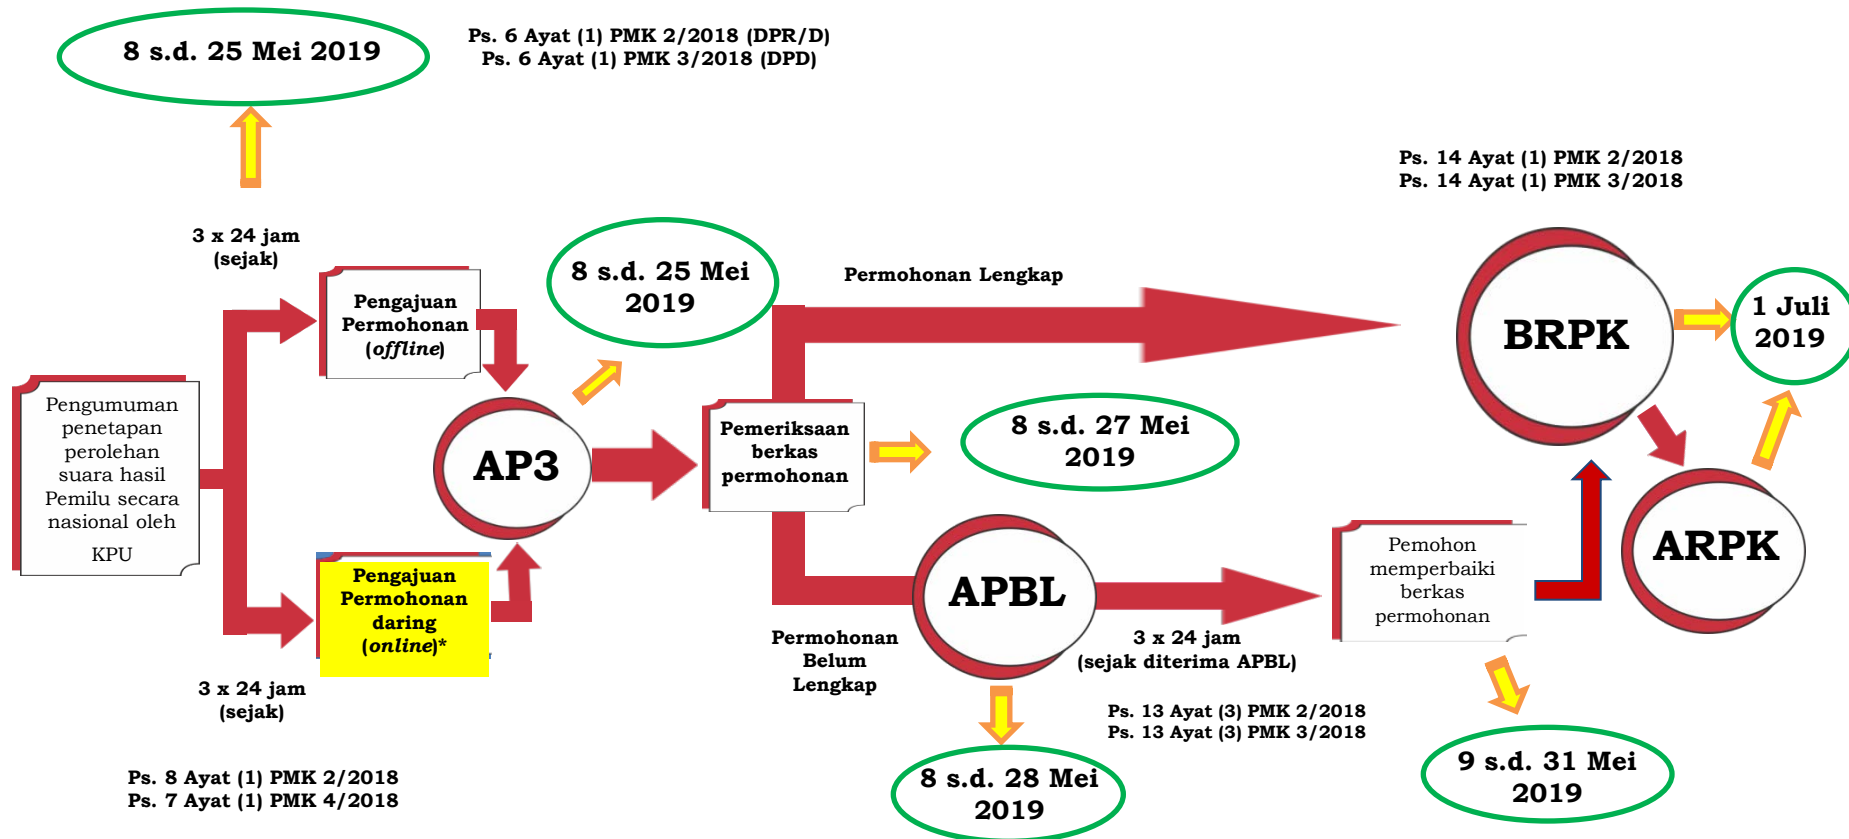 8 s.d. 25 Mei 2019
Ps. 6 Ayat (1) PMK 2/2018 (DPR/D)
Ps. 6 Ayat (1) PMK 3/2018 (DPD)
3 x 24 jam
(sejak)
Pengumuman
penetapan
perolehan
suara hasil
Pemilu secara
nasional oleh
KPU
Pengajuan
Permohonan
(offline)
Pengajuan
Permohonan
daring
(online)*
3 x 24 jam
(sejak)
Ps. 8 Ayat (1) PMK 2/2018
Ps. 7 Ayat (1) PMK 4/2018
AP3
8 s.d. 25 Mei
2019
Pemeriksaan
berkas
permohonan
8 s.d. 27 Mei
2019
Permohonan Lengkap
Permohonan
Belum
Lengkap
APBL
8 s.d. 28 Mei
2019
3 x 24 jam
(sejak diterima APBL)
Ps. 13 Ayat (3) PMK 2/2018
Ps. 13 Ayat (3) PMK 3/2018
Pemohon
memperbaiki
berkas
permohonan
9 s.d. 31 Mei
2019
Ps. 14 Ayat (1) PMK 2/2018
Ps. 14 Ayat (1) PMK 3/2018
BRPK
ARPK
1 Juli
2019